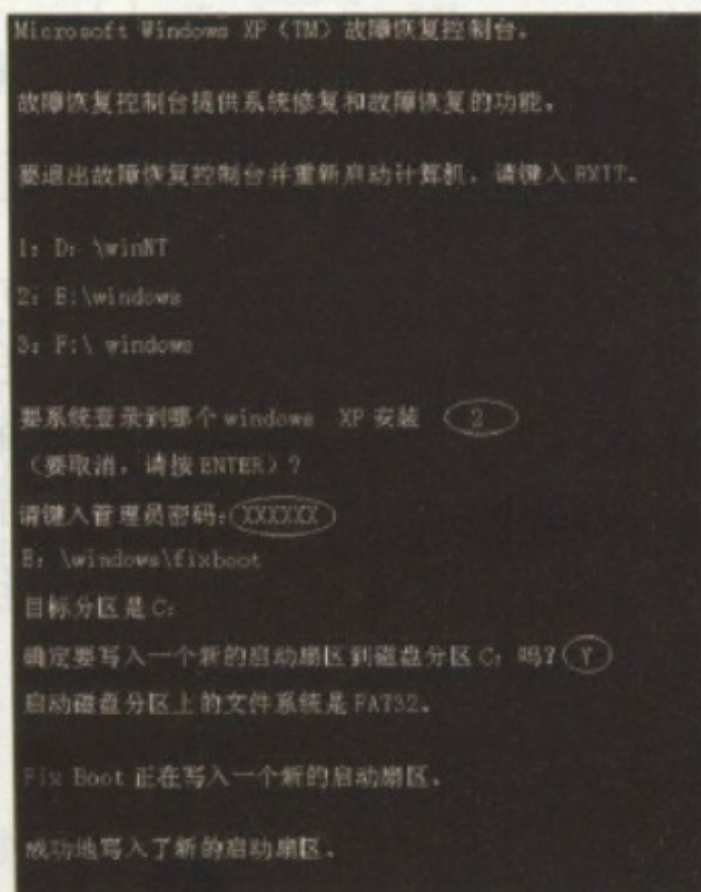 Microsoft Windows XP（TM）故障恢复控制台。
故障恢复控制台提供系统修复和故障恢复的功能。
要退出故障恢复控制台并重新启动计算机，请键入 EXIT。
1：D：\winNT
2：E:\windows
3：F:\ windows
要系统登录到哪个 windows XP 安装 2
（要取消，请按 ENTER）？
请键入管理员密码：XXXXXX
E：\windows\fixboot
目标分区是 C：
确定要写入一个新的启动扇区到磁盘分区 C：吗？Y
启动磁盘分区上的文件系统是 FAT32。
Fix Boot 正在写入一个新的启动扇区。
成功地写入了新的启动扇区。